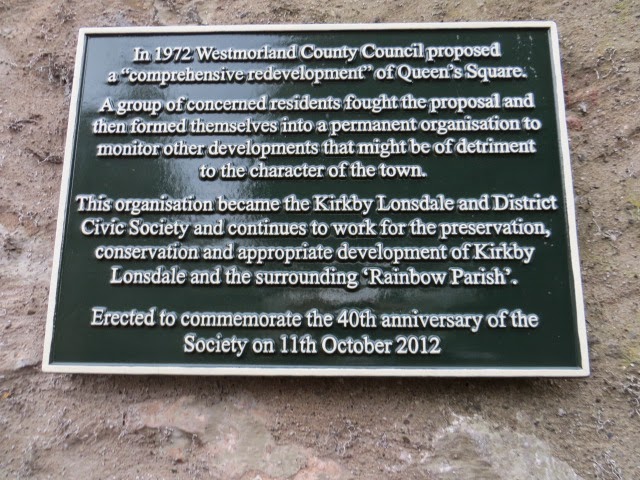 In 1972 Westmorland County Council proposed
a "comprehensive redevelopment" of Queen's Square.
A group of concerned residents fought the proposal and
then formed themselves into a permanent organisation to
monitor other developments that might be of detriment
to the character of the town.
This organisation became the Kirkby Lonsdale and District
Civic Society and continues to work for the preservation,
conservation and appropriate development of Kirkby
Lonsdale and the surrounding 'Rainbow Parish'.
Erected to commemorate the 40th anniversary of the
Society on 11th October 2012